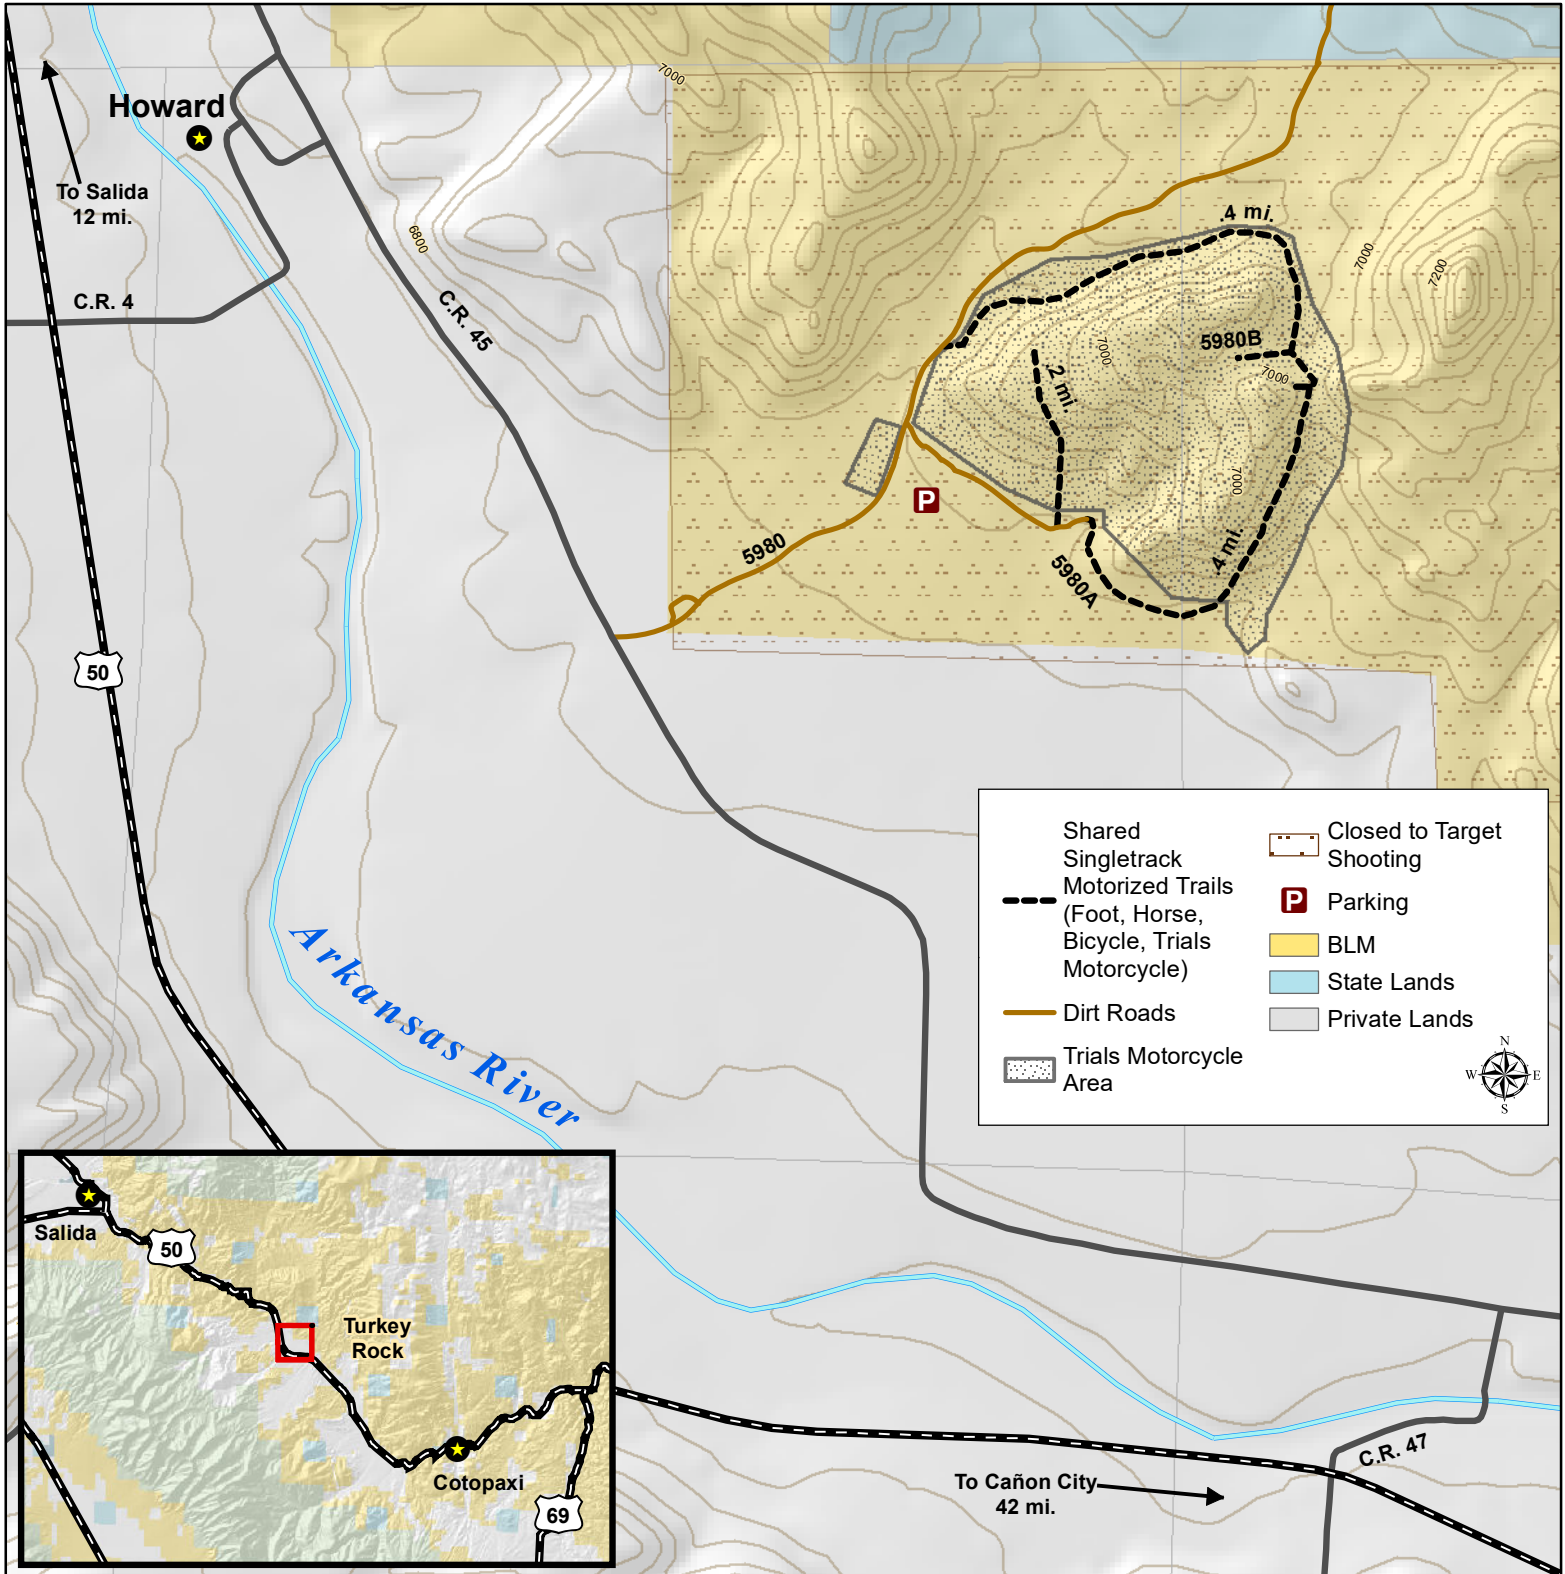 7000
Howard
To Salida
12 mi.
.4 mi.
6800
7000
7200
C.R. 4
C.R. 45
5980B
7000
7000
.2 mi.
7000
P
5980
.4 mi.
5980A
50
Shared
Singletrack
Motorized Trails
(Foot, Horse,
Bicycle, Trials
Motorcycle)
Dirt Roads
Trials Motorcycle
Area
Closed to Target
Shooting
P
Parking
BLM
State Lands
Private Lands
N
W
E
S
Arkansas River
Salida
50
Turkey
Rock
Cotopaxi
69
C.R. 47
To Cañon City
42 mi.